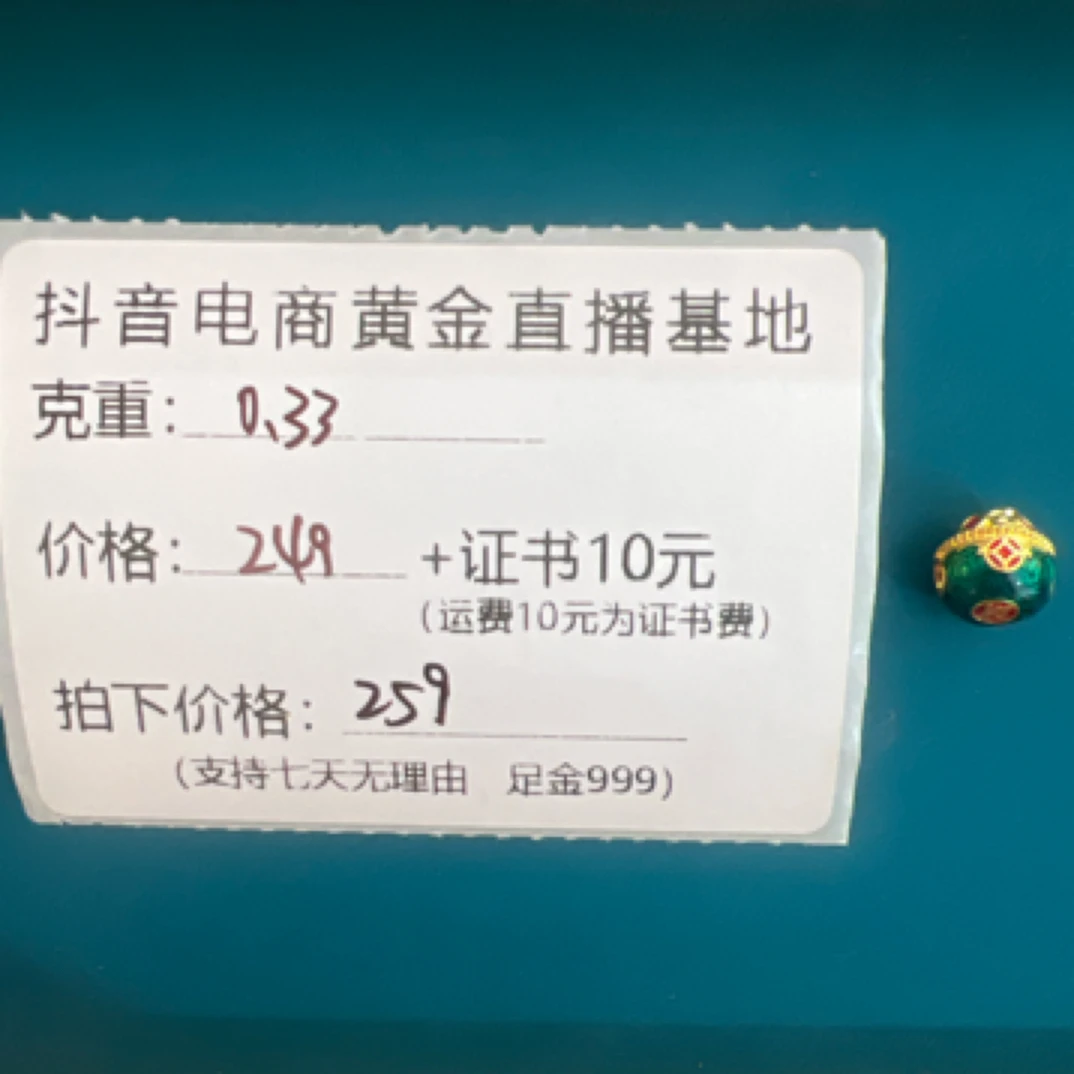 抖音电商黄金直播基地
克重：0.33
价格：249 +证书10元
（运费10元为证书费）
拍下价格：259
（支持七天无理由 足金999）